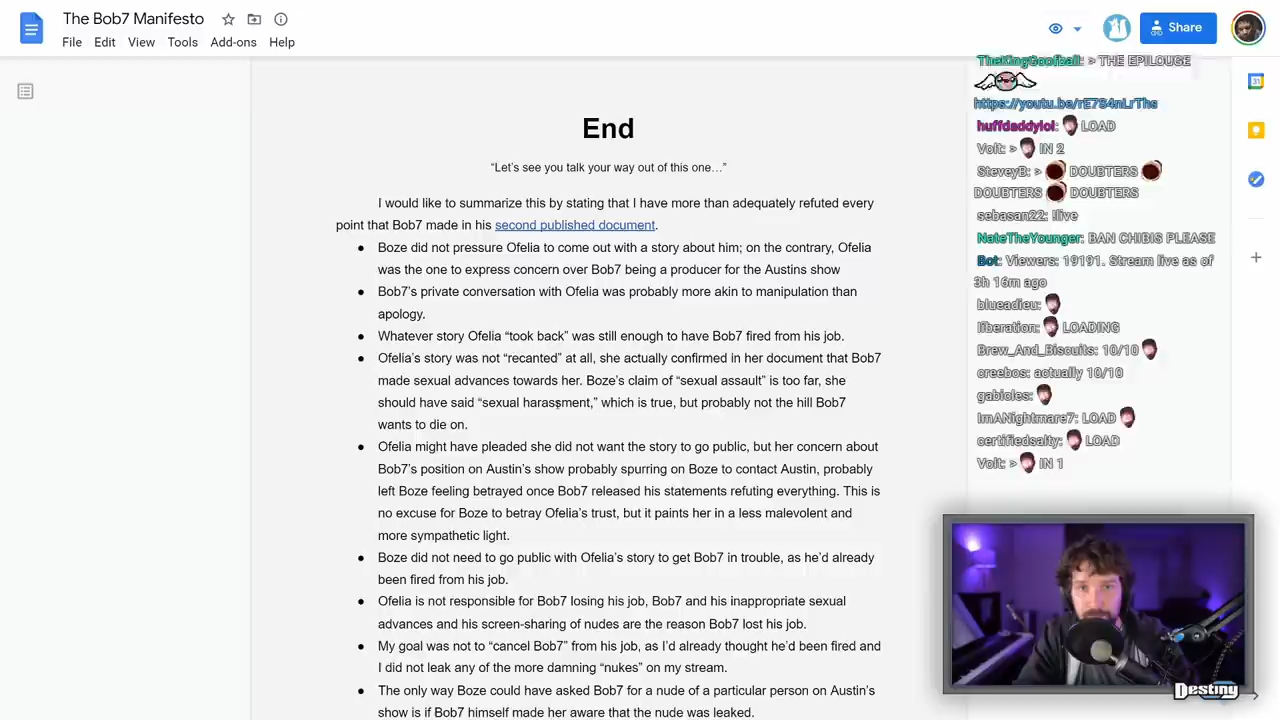 The Bob7 Manifesto
File Edit View Tools Add-ons Help
Share
End
“Let’s see you talk your way out of this one…”
I would like to summarize this by stating that I have more than adequately refuted every
point that Bob7 made in his second published document.
● Boze did not pressure Ofelia to come out with a story about him; on the contrary, Ofelia
was the one to express concern over Bob7 being a producer for the Austins show
● Bob7’s private conversation with Ofelia was probably more akin to manipulation than
apology.
● Whatever story Ofelia “took back” was still enough to have Bob7 fired from his job.
● Ofelia’s story was not “recanted” at all, she actually confirmed in her document that Bob7
made sexual advances towards her. Boze’s claim of “sexual assault” is too far, she
should have said “sexual harassment,” which is true, but probably not the hill Bob7
wants to die on.
● Ofelia might have pleaded she did not want the story to go public, but her concern about
Bob7’s position on Austin’s show probably spurring on Boze to contact Austin, probably
left Boze feeling betrayed once Bob7 released his statements refuting everything. This is
no excuse for Boze to betray Ofelia’s trust, but it paints her in a less malevolent and
more sympathetic light.
● Boze did not need to go public with Ofelia’s story to get Bob7 in trouble, as he’d already
been fired from his job.
● Ofelia is not responsible for Bob7 losing his job, Bob7 and his inappropriate sexual
advances and his screen-sharing of nudes are the reason Bob7 lost his job.
● My goal was not to “cancel Bob7” from his job, as I’d already thought he’d been fired and
I did not leak any of the more damning “nukes” on my stream.
● The only way Boze could have asked Bob7 for a nude of a particular person on Austin’s
show is if Bob7 himself made her aware that the nude was leaked.
TheKingGoofball: > THE EPILOUGE
huffdaddylol: LOAD
Volt: > IN 2
SteveyB: > DOUBTERS
DOUBTERS DOUBTERS
sebasan22: !live
NateTheYounger: BAN CHIBIS PLEASE
Bot: Viewers: 19191. Stream live as of
3h 16m ago
blueadieu:
liberation: LOADING
Brew_And_Biscuits: 10/10
creebos: actually 10/10
gabicles:
ImANightmare7: LOAD
certifiedsalty: LOAD
Volt: > IN 1
31
Destiny